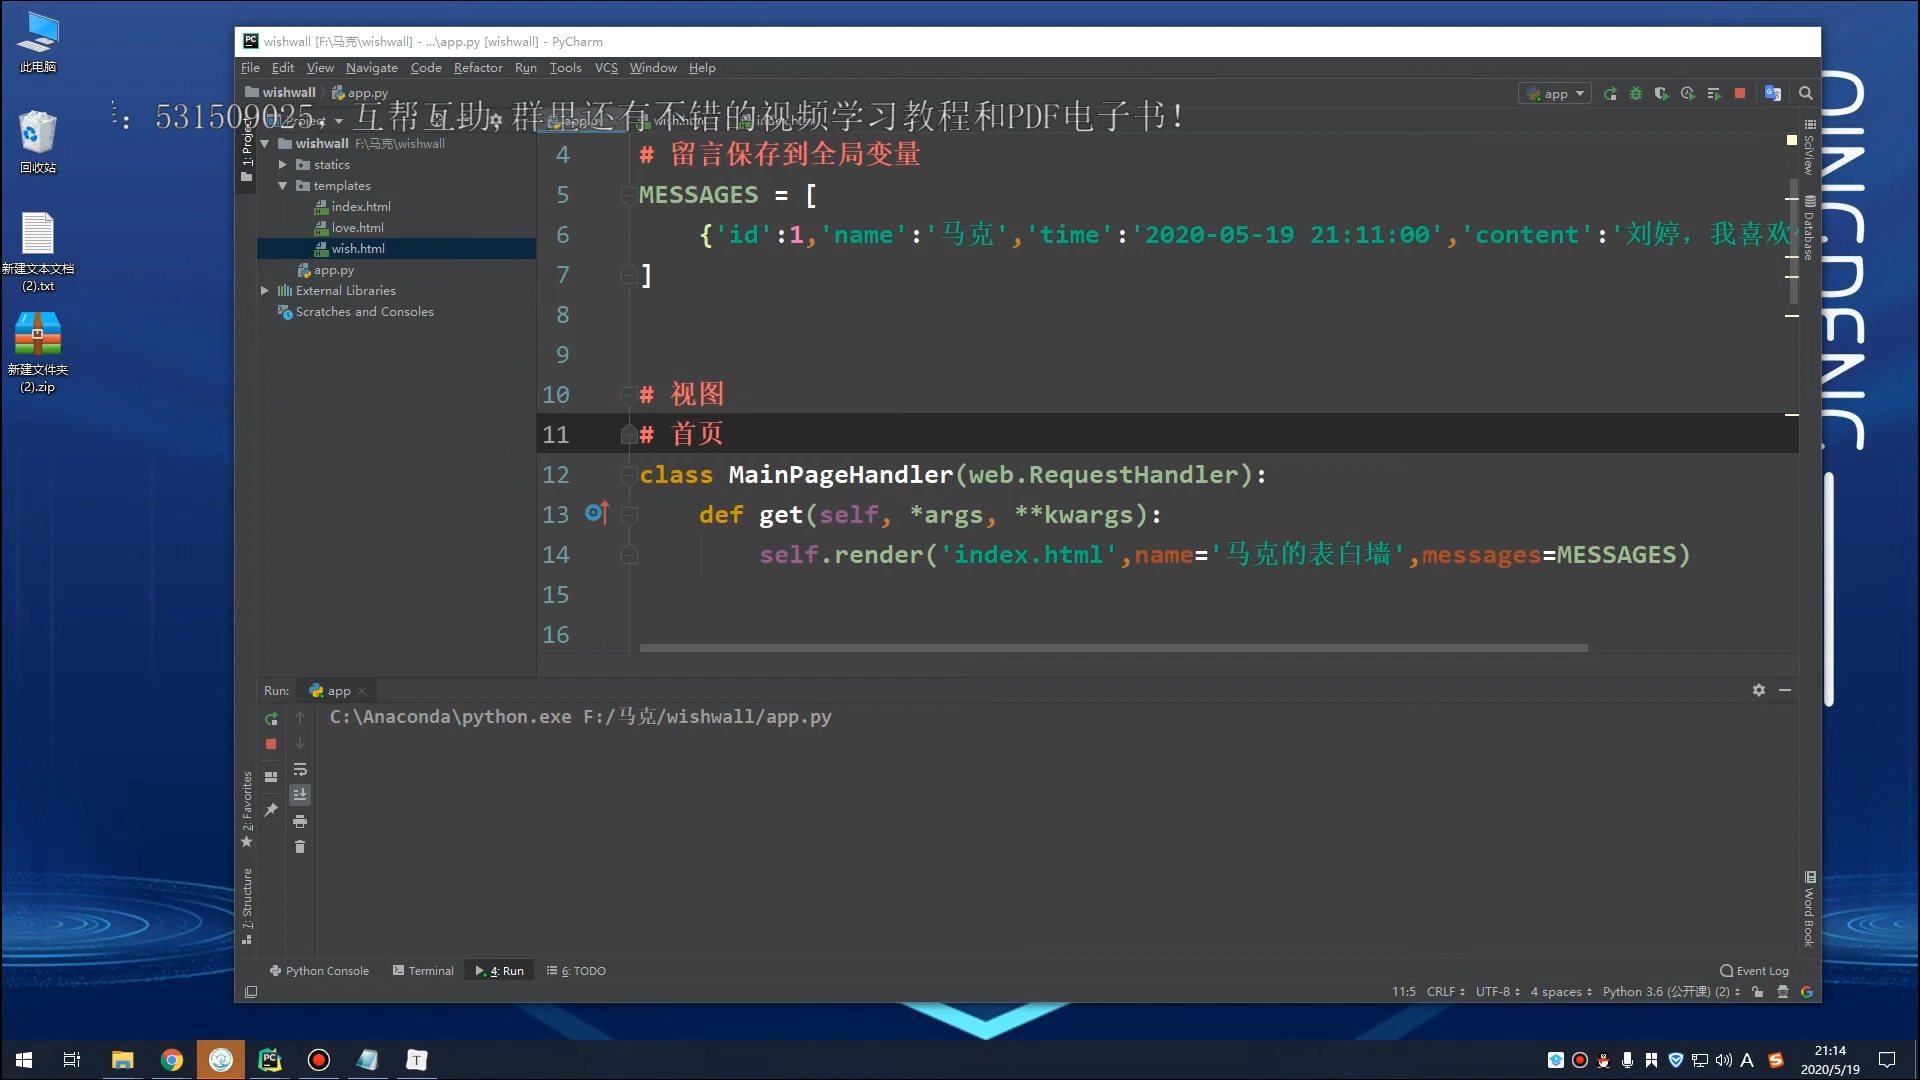 此电脑
回收站
新建文本文档
(2).txt
新建文件夹
(2).zip
wishwall [F:\马克\wishwall] - ...\app.py [wishwall] - PyCharm
File Edit View Navigate Code Refactor Run Tools VCS Window Help
wishwall app.py
app
：531509025，互帮互助,群里还有不错的视频学习教程和PDF电子书！
1: Project
wishwall F:\马克\wishwall
statics
templates
index.html
love.html
wish.html
app.py
External Libraries
Scratches and Consoles
4 # 留言保存到全局变量
5 MESSAGES = [
6 {'id':1,'name':'马克','time':'2020-05-19 21:11:00','content':'刘婷，我喜欢
7 ]
8
9
10 # 视图
11 # 首页
12 class MainPageHandler(web.RequestHandler):
13 def get(self, *args, **kwargs):
14 self.render('index.html',name='马克的表白墙',messages=MESSAGES)
15
16
SciView
Database
Word Book
Run: app
C:\Anaconda\python.exe F:/马克/wishwall/app.py
2: Favorites
7: Structure
Python Console Terminal 4: Run 6: TODO Event Log
11:5 CRLF UTF-8 4 spaces Python 3.6 (公开课) (2)
21:14
2020/5/19